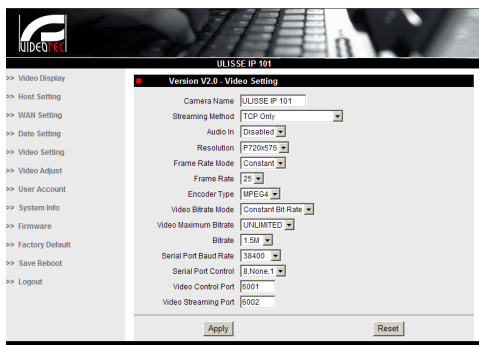 VIDEOTEC
ULISSE IP 101
>> Video Display
>> Host Setting
>> WAN Setting
>> Date Setting
>> Video Setting
>> Video Adjust
>> User Account
>> System Info
>> Firmware
>> Factory Default
>> Save Reboot
>> Logout
Version V2.0 - Video Setting
Camera Name ULISSE IP 101
Streaming Method TCP Only
Audio In Disabled
Resolution P720x576
Frame Rate Mode Constant
Frame Rate 25
Encoder Type MPEG4
Video Bitrate Mode Constant Bit Rate
Video Maximum Bitrate UNLIMITED
Bitrate 1.5M
Serial Port Baud Rate 38400
Serial Port Control 8,None,1
Video Control Port 6001
Video Streaming Port 6002
Apply Reset